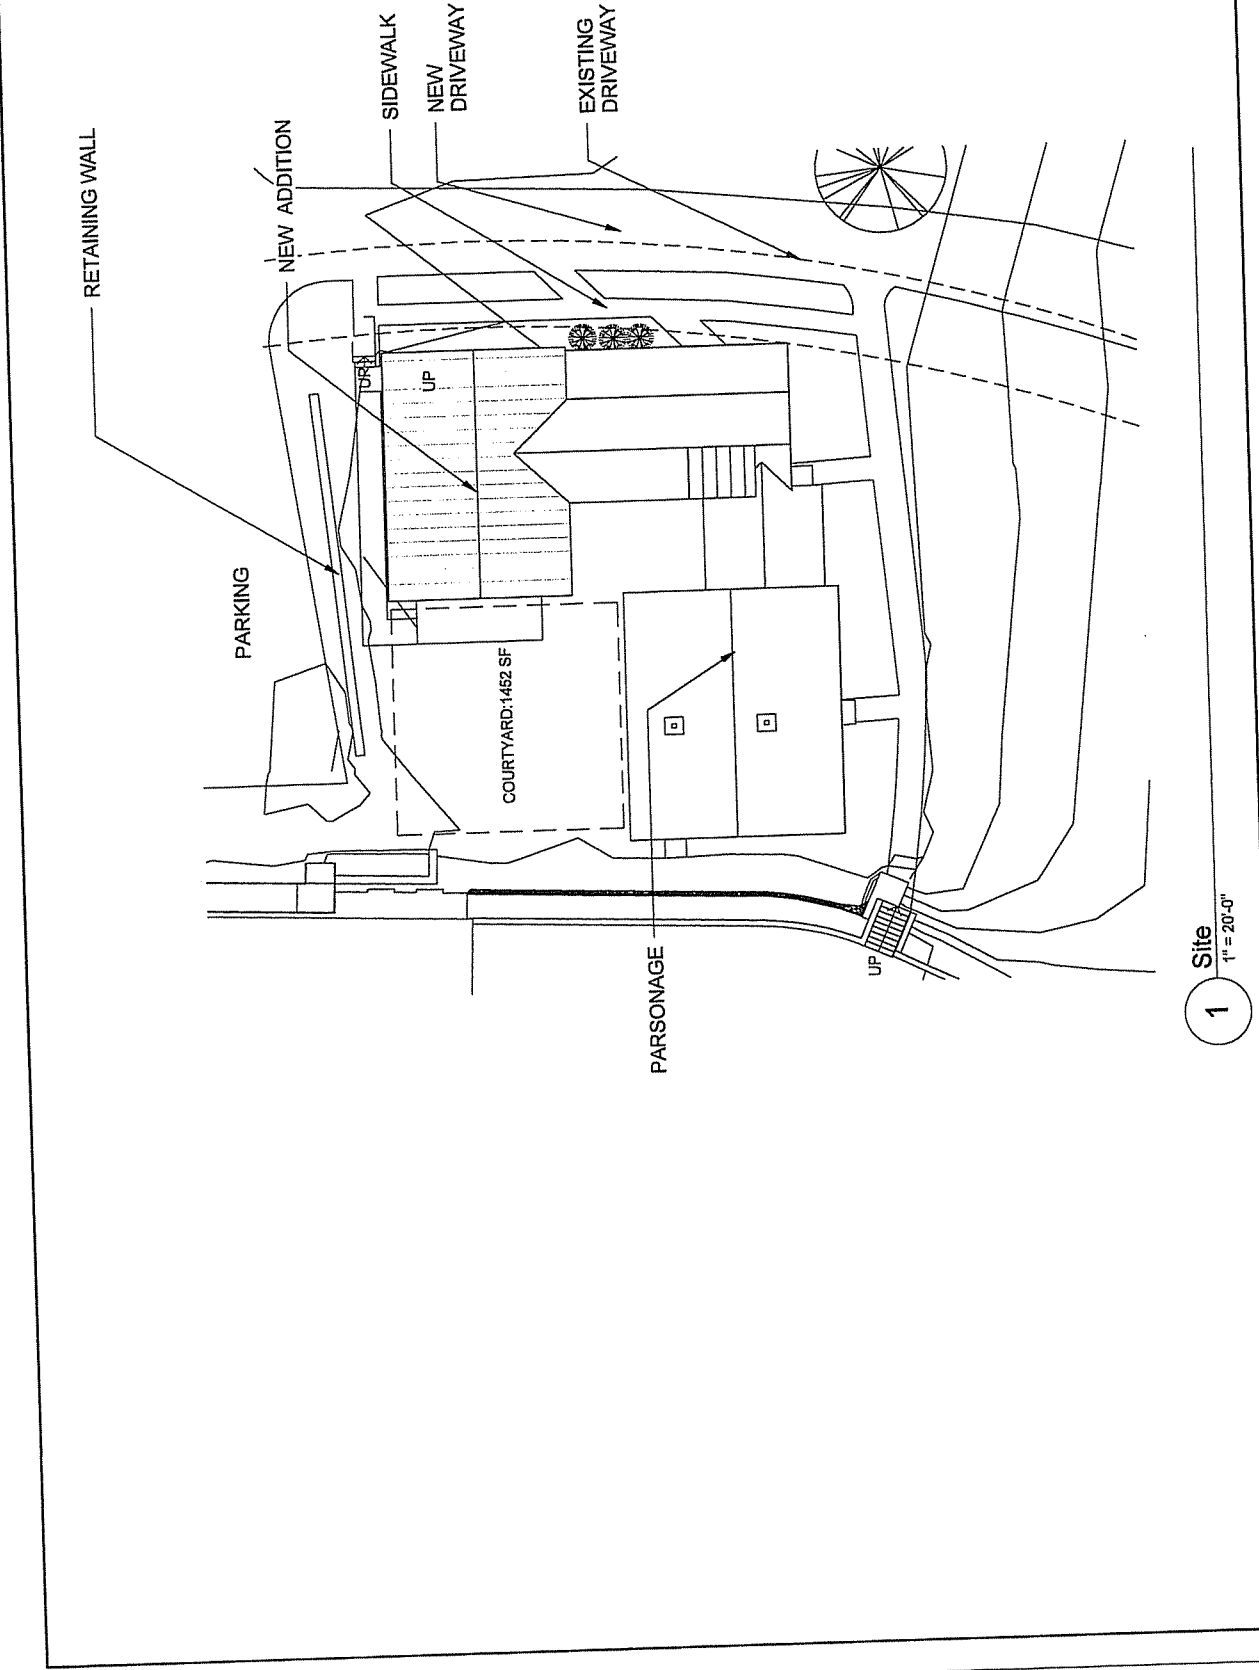 RETAINING WALL
NEW ADDITION
SIDEWALK
NEW
DRIVEWAY
EXISTING
DRIVEWAY
PARKING
UP
UP
COURTYARD:1452 SF
PARSONAGE
UP
1
Site
1" = 20'-0"